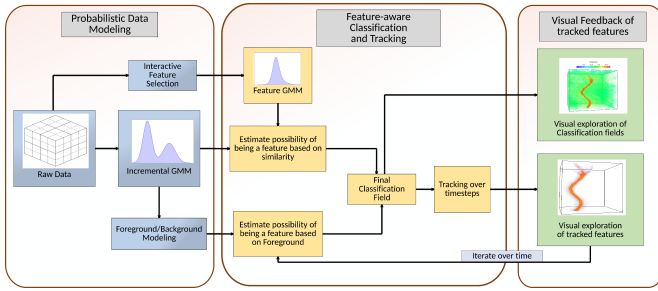 Probabilistic Data
Modeling
Feature-aware
Classification
and Tracking
Visual Feedback of
tracked features
Interactive
Feature
Selection
Feature GMM
Raw Data
Incremental GMM
Estimate possibility of
being a feature based on
similarity
Visual exploration of
Classification fields
Final
Classification
Field
Tracking over
timesteps
Foreground/Background
Modeling
Estimate possibility of
being a feature based
on Foreground
Visual exploration
of tracked features
Iterate over time